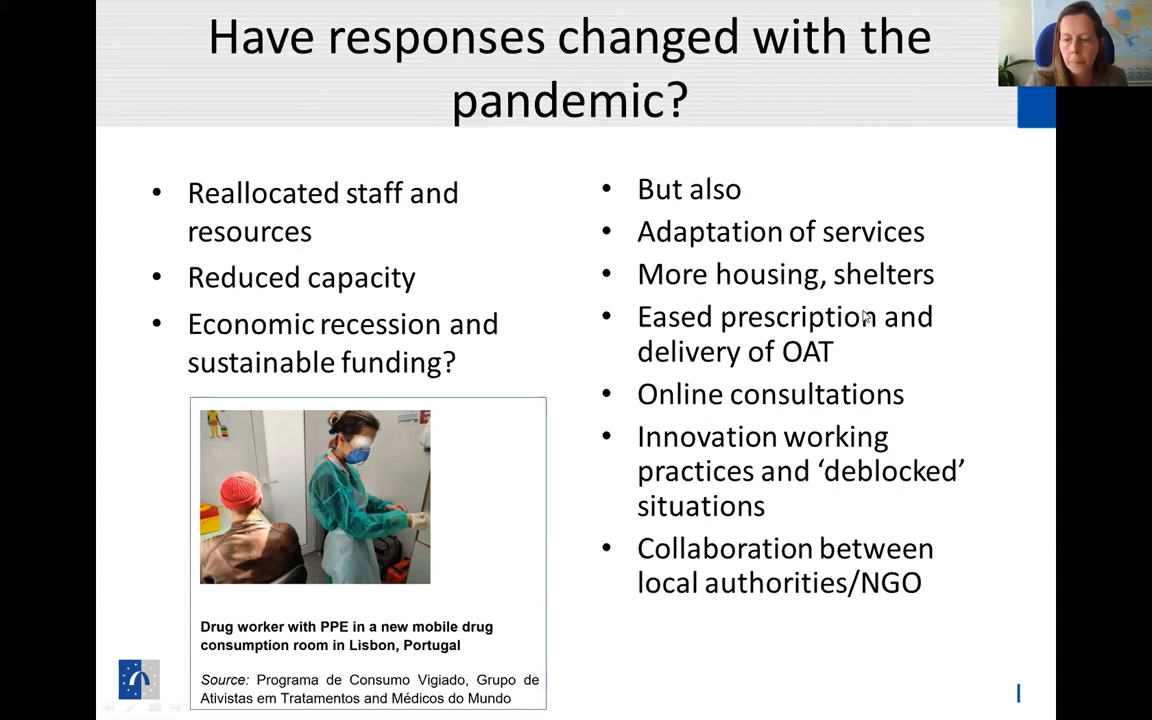 Have responses changed with the
pandemic?
• Reallocated staff and
resources
• Reduced capacity
• Economic recession and
sustainable funding?
Drug worker with PPE in a new mobile drug
consumption room in Lisbon, Portugal
Source: Programa de Consumo Vigiado, Grupo de
Ativistas em Tratamentos and Médicos do Mundo
• But also
• Adaptation of services
• More housing, shelters
• Eased prescription and
delivery of OAT
• Online consultations
• Innovation working
practices and ‘deblocked’
situations
• Collaboration between
local authorities/NGO